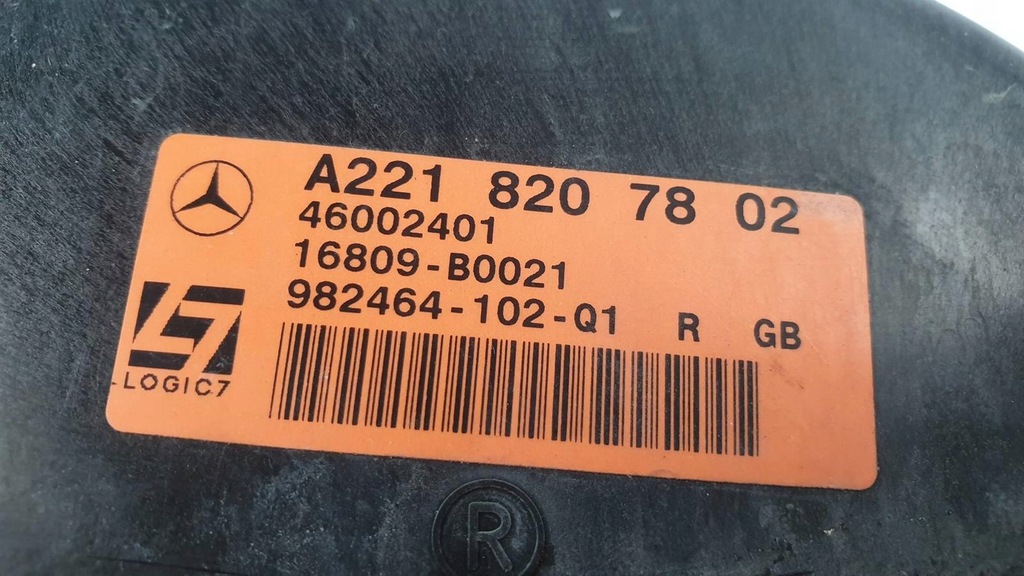 A221 820 78 02
46002401
16809-B0021
982464-102-Q1 R GB
LOGIC7
R